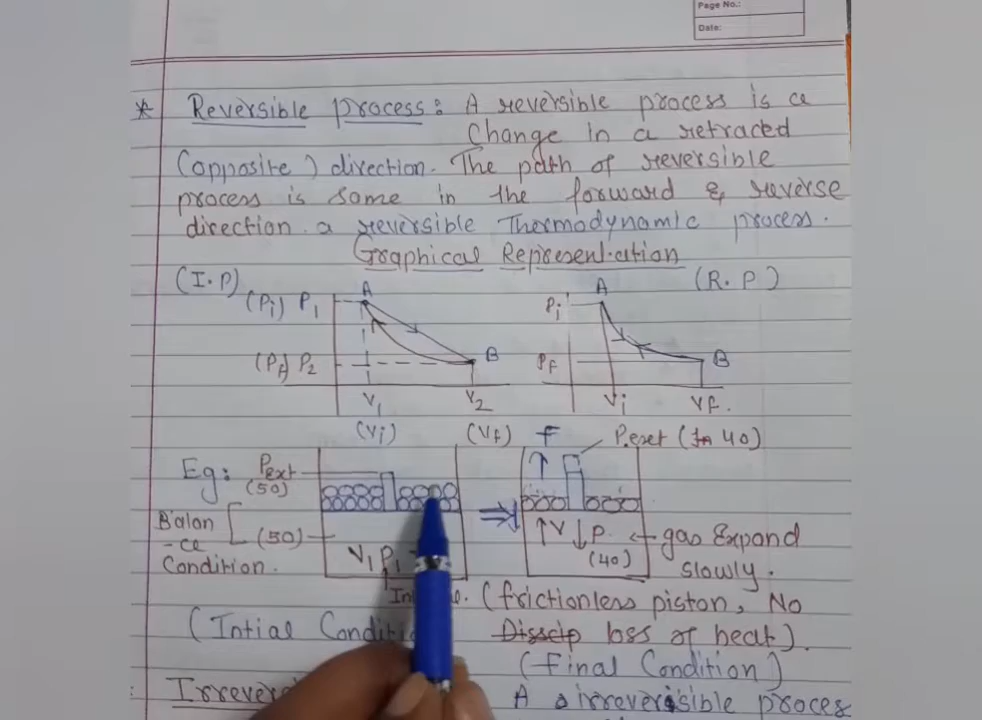 Page No.:
Date:
* Reversible process: A reversible process is a
Change in a retraced
(opposite) direction. The path of reversible
process is same in the forward & reverse
direction. a reversible Thermodynamic process.
Graphical Representation
(I.P) (R.P)
A A
(Pi) P1 Pi
B B
(Pf) P2 Pf
V1 V2 Vi Vf.
(Vi) (Vf) F Pext (to 40)
Eg: Pext
(50)
Balan
-ce (50)
Condition.
V1 P1
↑V ↓P ← gas Expand
(40) slowly.
(frictionless piston, No
(Intial Dissip loss of heat).
(Final Condition)
A irreversible process